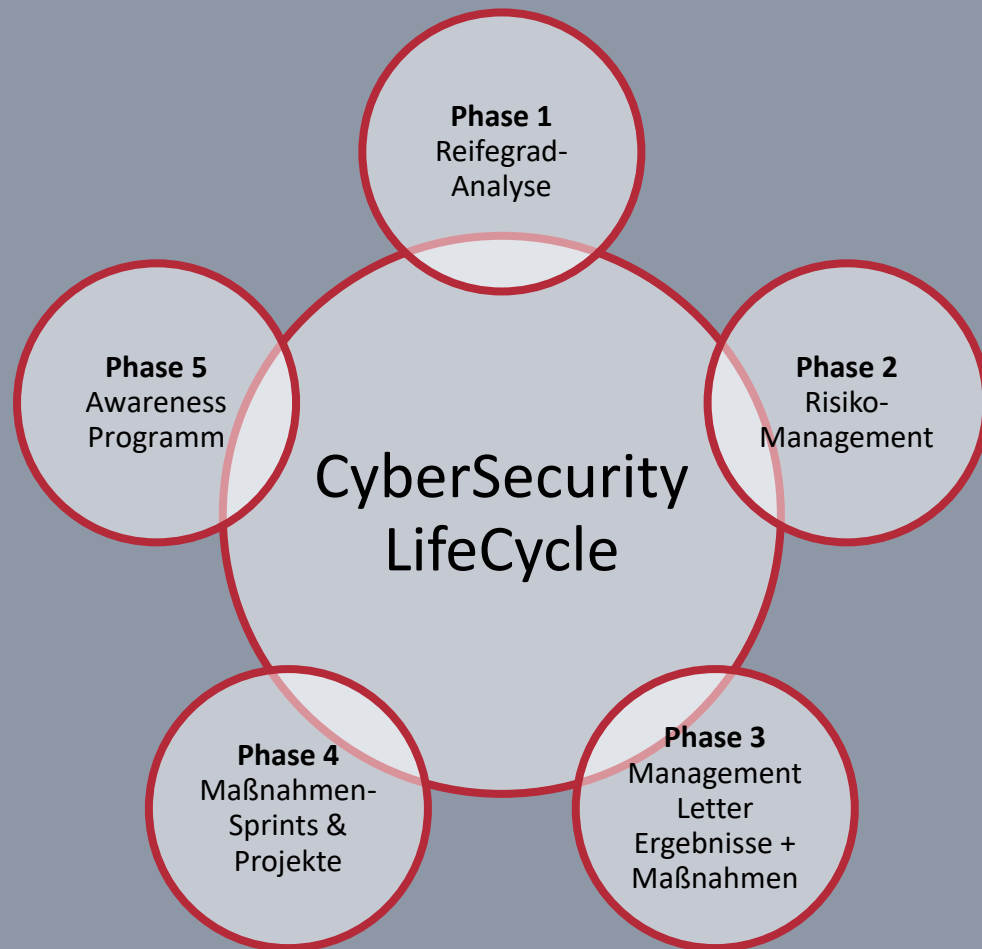 Phase 1
Reifegrad-
Analyse
Phase 2
Risiko-
Management
Phase 3
Management
Letter
Ergebnisse +
Maßnahmen
Phase 4
Maßnahmen-
Sprints &
Projekte
Phase 5
Awareness
Programm
CyberSecurity
LifeCycle